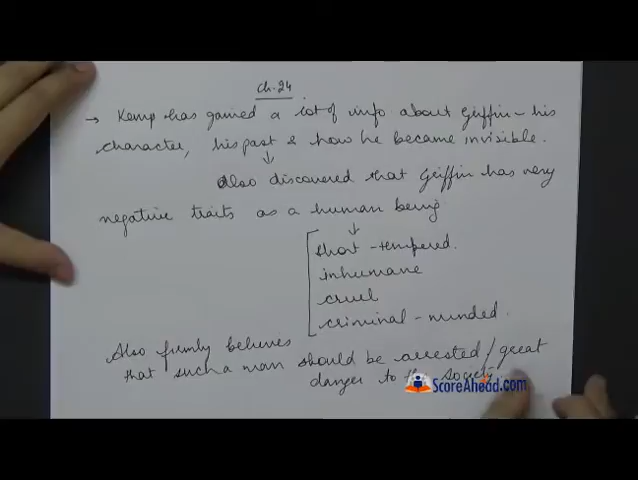 Ch. 24
→ Kemp has gained a lot of info about Griffin - his
character, his past & how he became invisible.
↓
Also discovered that Griffin has very
negative traits as a human being
↓
short-tempered.
inhumane
cruel
criminal-minded.
Also firmly believes
that such a man should be arrested / great
danger to the society.
ScoreAhead.com